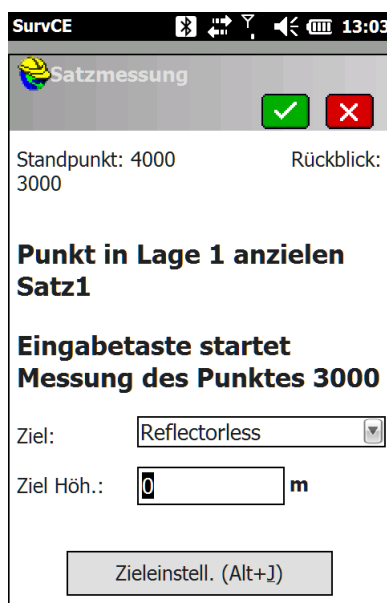 SurvCE 13:03
Satzmessung
Standpunkt: 4000 Rückblick:
3000
Punkt in Lage 1 anzielen
Satz1
Eingabetaste startet
Messung des Punktes 3000
Ziel: Reflectorless
Ziel Höh.: 0 m
Zieleinstell. (Alt+J)